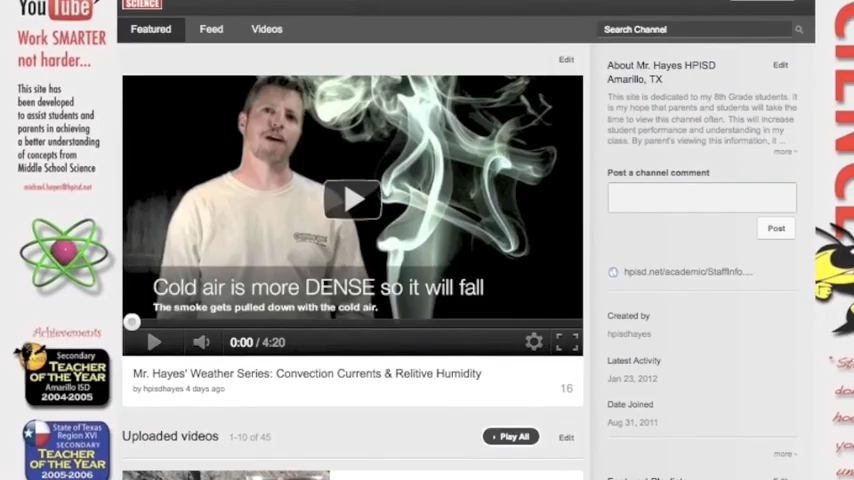 You Tube
SCIENCE
Work SMARTER
not harder...
This site has
been developed
to assist students and
parents in achieving
a better understanding
of concepts from
Middle School Science
michael.hayes@hpisd.net
Achievements
Secondary
TEACHER
OF THE YEAR
Amarillo ISD
2004-2005
State of Texas
Region XVI
SECONDARY
TEACHER
OF THE YEAR
2005-2006
Featured
Feed
Videos
Search Channel
Edit
Cold air is more DENSE so it will fall
The smoke gets pulled down with the cold air.
0:00 / 4:20
Mr. Hayes' Weather Series: Convection Currents & Relitive Humidity
by hpisdhayes 4 days ago
16
Uploaded videos
1-10 of 45
Play All
Edit
About Mr. Hayes HPISD
Amarillo, TX
Edit
This site is dedicated to my 8th Grade students. It
is my hope that parents and students will take the
time to view this channel often. This will increase
student performance and understanding in my
class. By parent's viewing this information, it ...
more
Post a channel comment
Post
hpisd.net/academic/StaffInfo....
Created by
hpisdhayes
Latest Activity
Jan 23, 2012
Date Joined
Aug 31, 2011
more